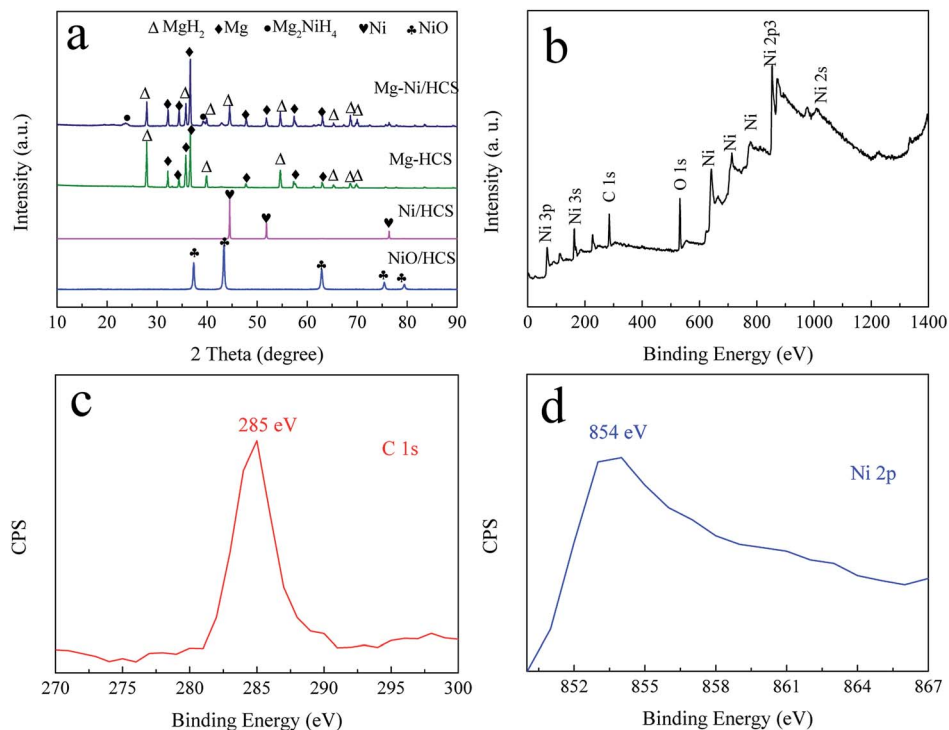 a
△ MgH₂ ♦ Mg ● Mg₂NiH₄ ♥ Ni ♣ NiO
Mg-Ni/HCS
Mg-HCS
Ni/HCS
NiO/HCS
Intensity (a.u.)
10 20 30 40 50 60 70 80 90
2 Theta (degree)
b
Ni 3p
Ni 3s
C 1s
O 1s
Ni
Ni
Ni
Ni 2p3
Ni 2s
Intensity (a. u.)
0 200 400 600 800 1000 1200 1400
Binding Energy (eV)
c
285 eV
C 1s
CPS
270 275 280 285 290 295 300
Binding Energy (eV)
d
854 eV
Ni 2p
CPS
852 855 858 861 864 867
Binding Energy (eV)